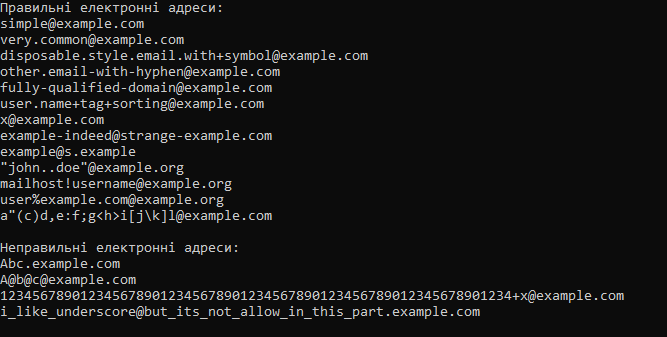 Правильні електронні адреси:
simple@example.com
very.common@example.com
disposable.style.email.with+symbol@example.com
other.email-with-hyphen@example.com
fully-qualified-domain@example.com
user.name+tag+sorting@example.com
x@example.com
example-indeed@strange-example.com
example@s.example
"john..doe"@example.org
mailhost!username@example.org
user%example.com@example.org
a"(c)d,e:f;g<h>i[j\k]l@example.com

Неправильні електронні адреси:
Abc.example.com
A@b@c@example.com
1234567890123456789012345678901234567890123456789012345678901234+x@example.com
i_like_underscore@but_its_not_allow_in_this_part.example.com